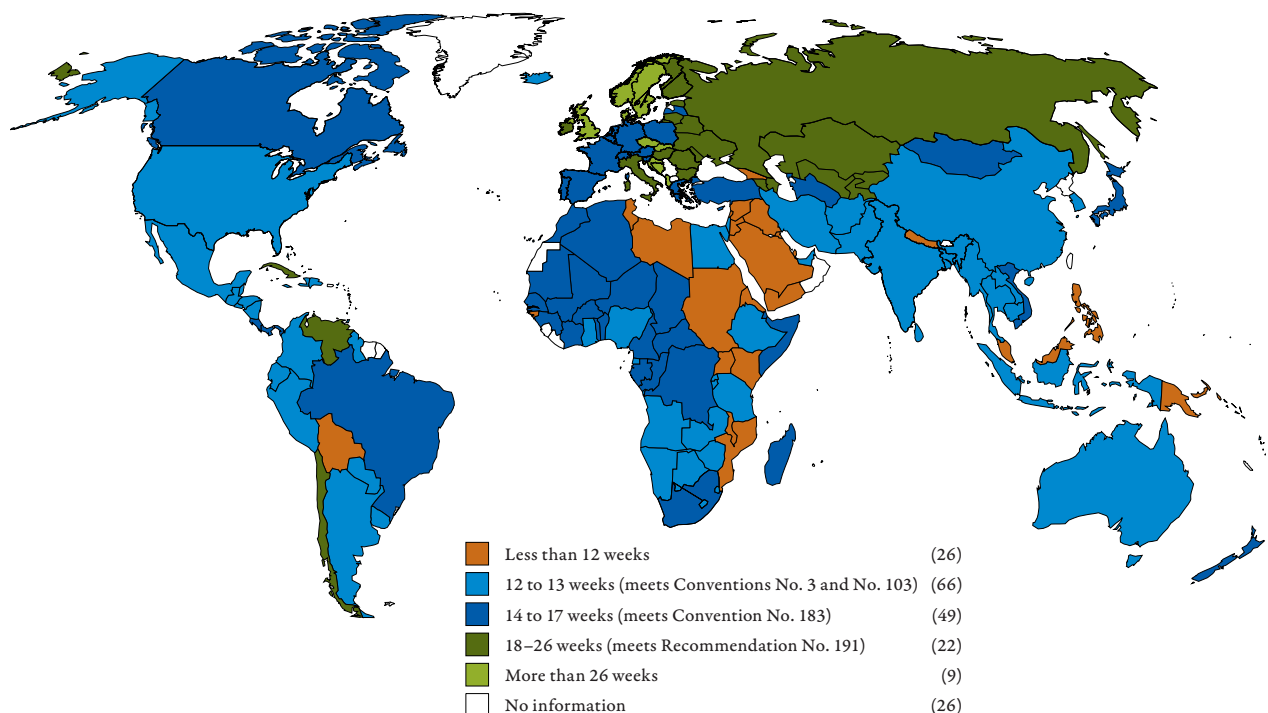 Less than 12 weeks (26)
12 to 13 weeks (meets Conventions No. 3 and No. 103) (66)
14 to 17 weeks (meets Convention No. 183) (49)
18–26 weeks (meets Recommendation No. 191) (22)
More than 26 weeks (9)
No information (26)